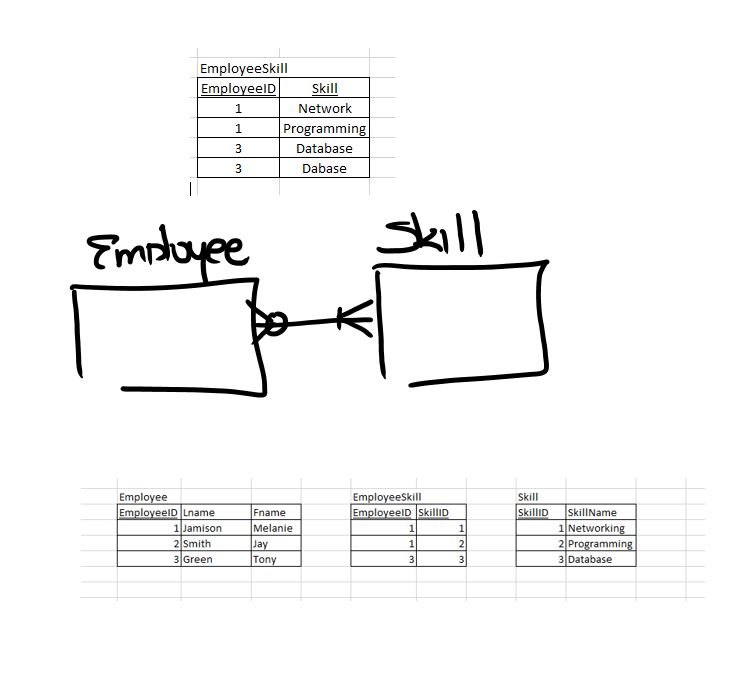 EmployeeSkill
EmployeeID Skill
1 Network
1 Programming
3 Database
3 Dabase
Employee Skill
Employee EmployeeSkill Skill
EmployeeID Lname Fname EmployeeID SkillID SkillID SkillName
1 Jamison Melanie 1 1 1 Networking
2 Smith Jay 1 2 2 Programming
3 Green Tony 3 3 3 Database